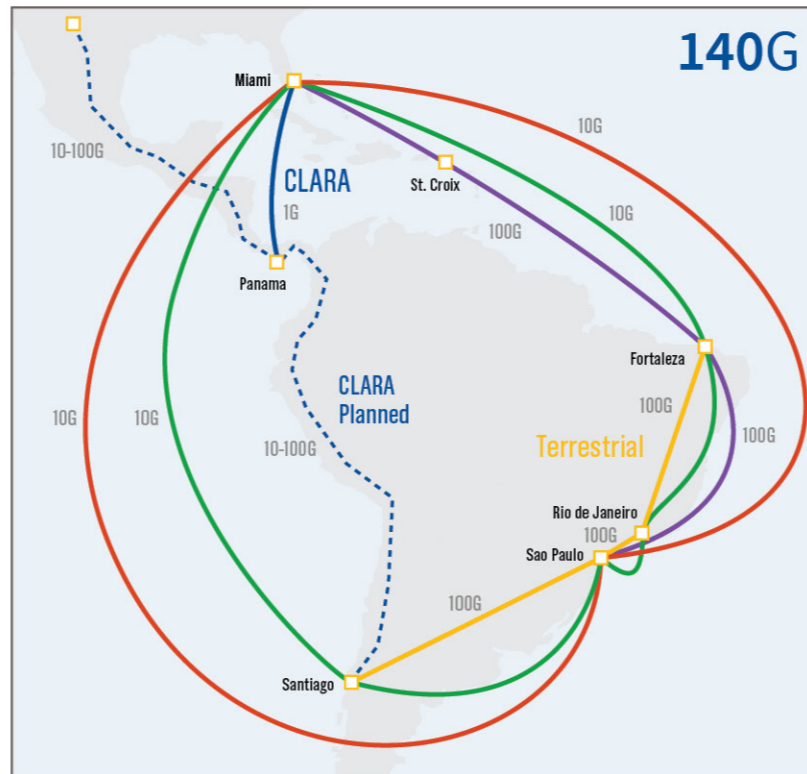 140G
Miami
10G
10-100G
CLARA
St. Croix
1G
10G
100G
Panama
Fortaleza
CLARA
Planned
10G
10G
100G
100G
Terrestrial
10-100G
Rio de Janeiro
100G
Sao Paulo
100G
Santiago